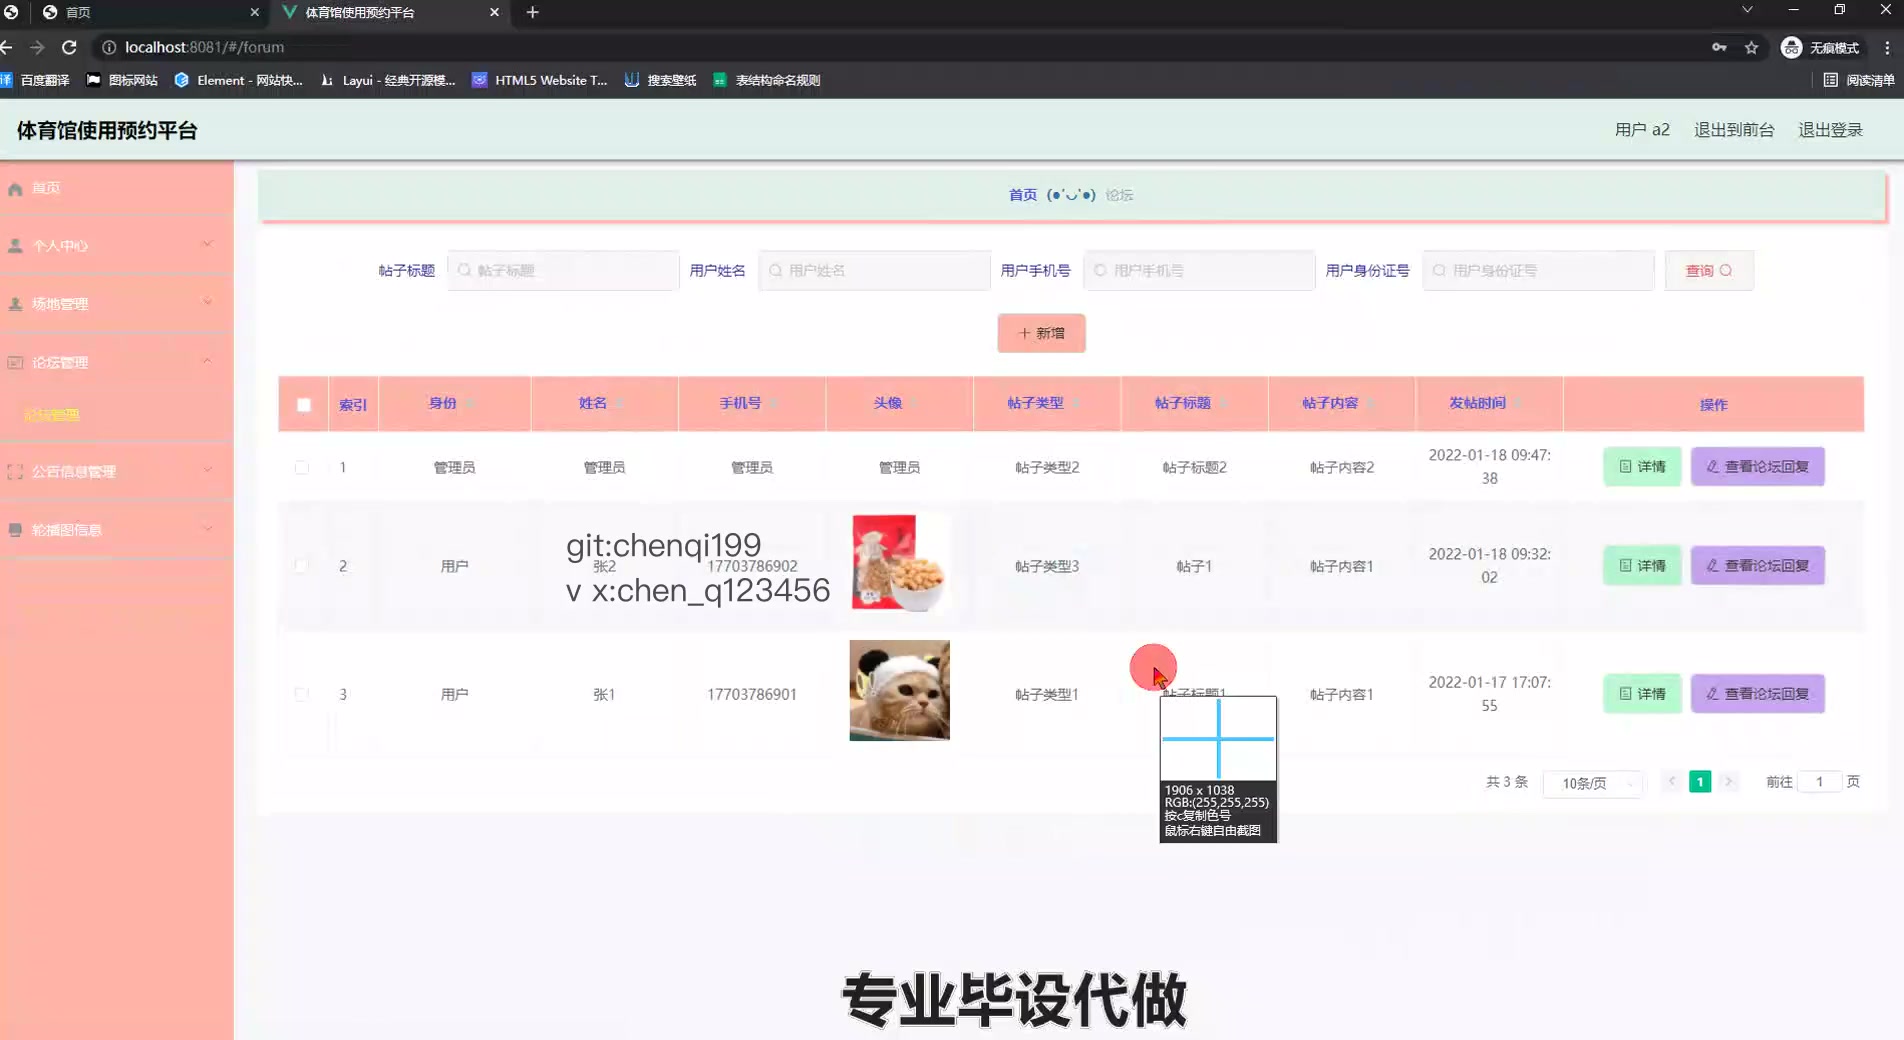 首页
体育馆使用预约平台
localhost:8081/#/forum
无痕模式
百度翻译
图标网站
Element - 网站快...
Layui - 经典开源模...
HTML5 Website T...
搜索壁纸
表结构命名规则
阅读清单
体育馆使用预约平台
用户 a2
退出到前台
退出登录
首页
个人中心
场地管理
论坛管理
论坛管理
公告信息管理
轮播图信息
首页 (●'◡'●) 论坛
帖子标题 帖子标题 用户姓名 用户姓名 用户手机号 用户手机号 用户身份证号 用户身份证号 查询
+ 新增
索引 身份 姓名 手机号 头像 帖子类型 帖子标题 帖子内容 发帖时间 操作
1 管理员 管理员 管理员 管理员 帖子类型2 帖子标题2 帖子内容2 2022-01-18 09:47:
38
详情 查看论坛回复
2 用户 张2 17703786902 帖子类型3 帖子1 帖子内容1 2022-01-18 09:32:
02
详情 查看论坛回复
git:chenqi199
v x:chen_q123456
3 用户 张1 17703786901 帖子类型1 帖子标题1 帖子内容1 2022-01-17 17:07:
55
详情 查看论坛回复
1906 x 1038
RGB:(255,255,255)
按c复制色号
鼠标右键自由截图
共 3 条 10条/页 1 前往 1 页
专业毕设代做